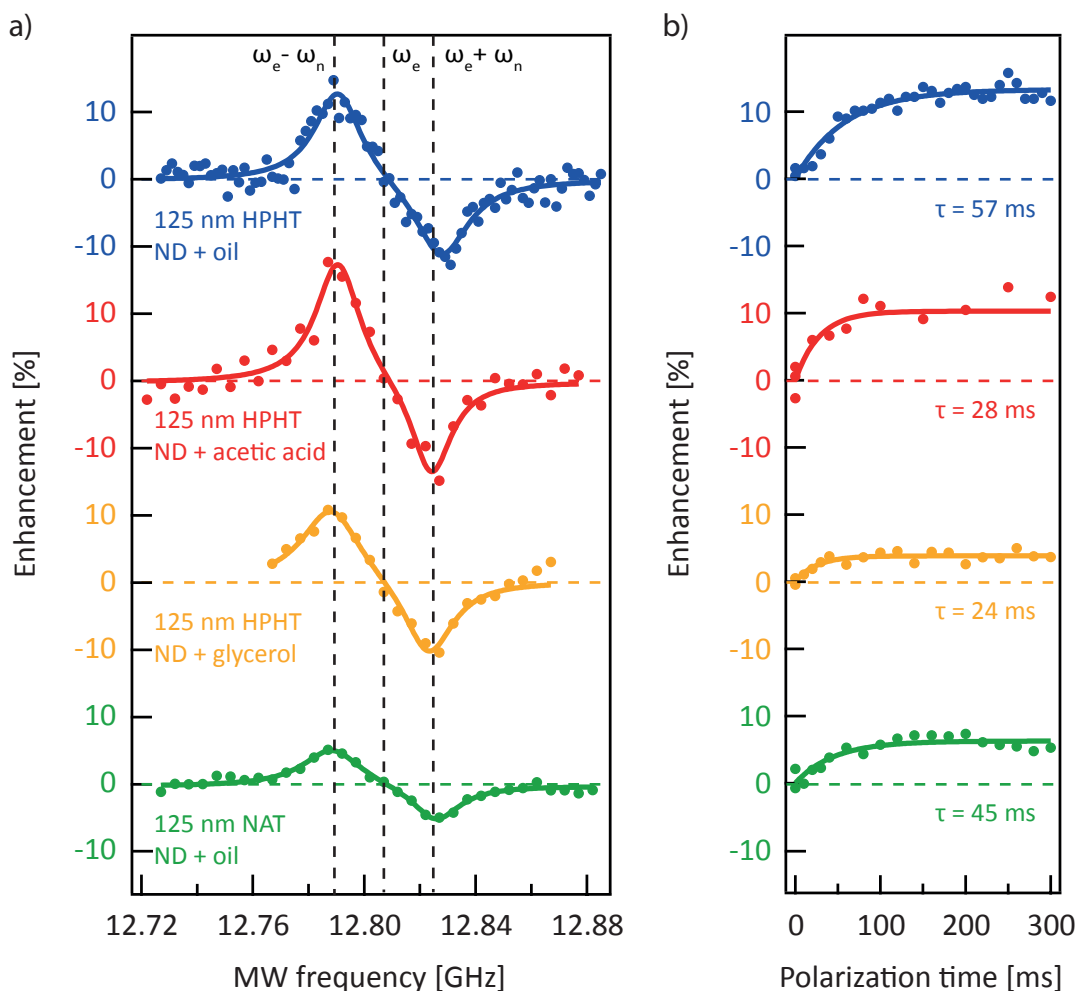 a)
ωe- ωn
ωe
ωe+ ωn
10
0
-10
125 nm HPHT
ND + oil
10
0
-10
125 nm HPHT
ND + acetic acid
10
0
-10
125 nm HPHT
ND + glycerol
10
0
-10
125 nm NAT
ND + oil
Enhancement [%]
12.72
12.76
12.80
12.84
12.88
MW frequency [GHz]
b)
10
0
-10
τ = 57 ms
10
0
-10
τ = 28 ms
10
0
-10
τ = 24 ms
10
0
-10
τ = 45 ms
Enhancement [%]
0
100
200
300
Polarization time [ms]